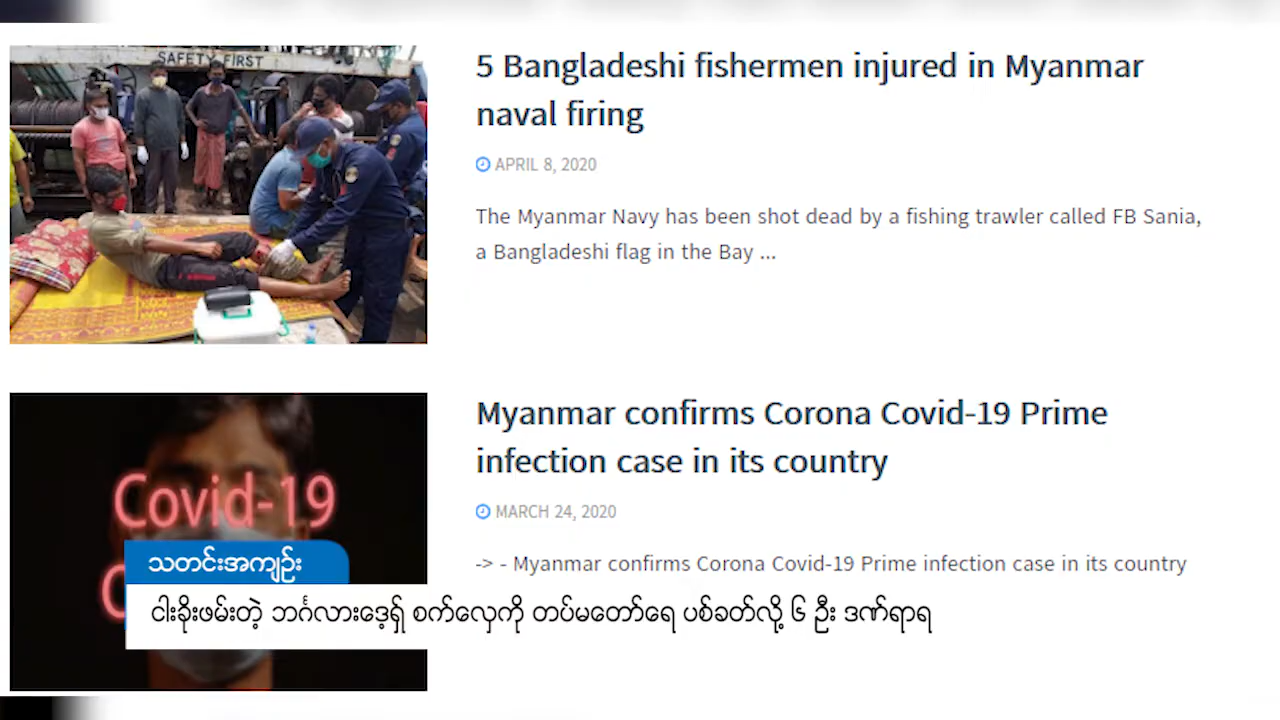 SAFETY FIRST
5 Bangladeshi fishermen injured in Myanmar
naval firing
APRIL 8, 2020
The Myanmar Navy has been shot dead by a fishing trawler called FB Sania,
a Bangladeshi flag in the Bay ...
Covid-19
Myanmar confirms Corona Covid-19 Prime
infection case in its country
MARCH 24, 2020
-> - Myanmar confirms Corona Covid-19 Prime infection case in its country
သတင်းအကျဉ်း
ငါးခိုးဖမ်းတဲ့ ဘင်္ဂလားဒေ့ရှ် စက်လှေကို တပ်မတော်ရေ ပစ်ခတ်လို့ ၆ ဦး ဒဏ်ရာရ